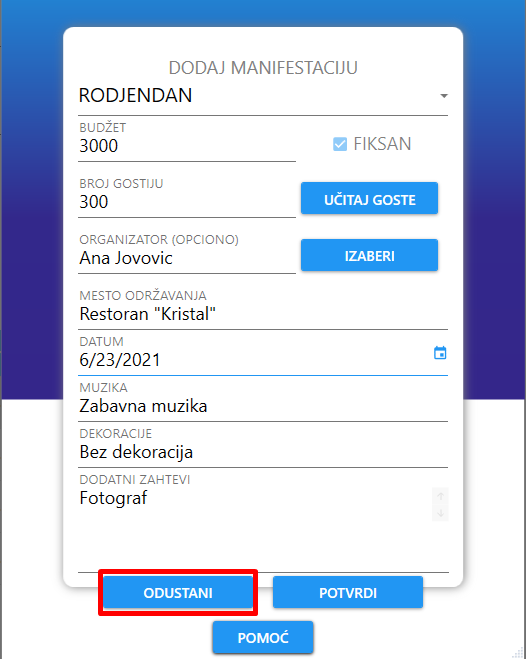 DODAJ MANIFESTACIJU
RODJENDAN
BUDŽET
3000
FIKSAN
BROJ GOSTIJU
300
UČITAJ GOSTE
ORGANIZATOR (OPCIONO)
Ana Jovovic
IZABERI
MESTO ODRŽAVANJA
Restoran "Kristal"
DATUM
6/23/2021
MUZIKA
Zabavna muzika
DEKORACIJE
Bez dekoracija
DODATNI ZAHTEVI
Fotograf
ODUSTANI
POTVRDI
POMOĆ